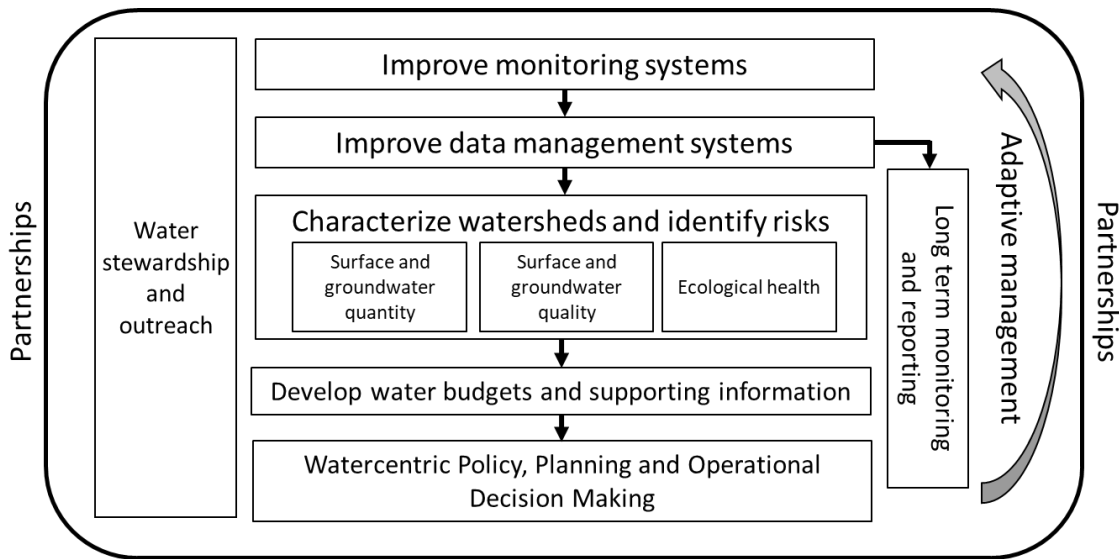 Partnerships
Water
stewardship
and
outreach
Improve monitoring systems
Improve data management systems
Characterize watersheds and identify risks
Surface and
groundwater
quantity
Surface and
groundwater
quality
Ecological health
Develop water budgets and supporting information
Watercentric Policy, Planning and Operational
Decision Making
Long term monitoring
and reporting
Adaptive management
Partnerships